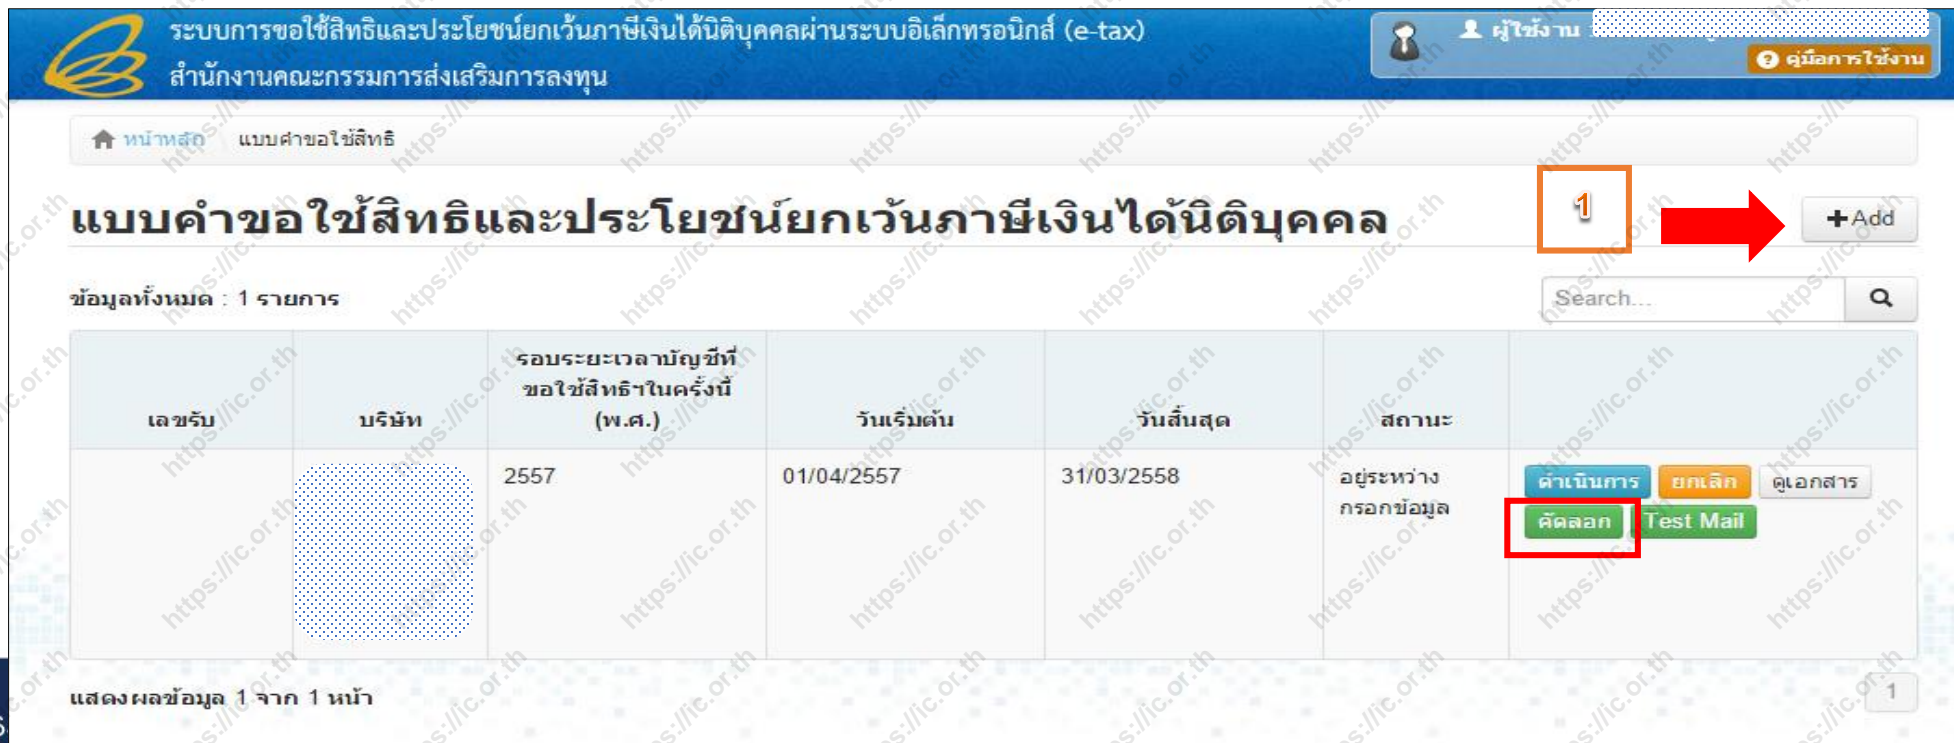 ระบบการขอใช้สิทธิและประโยชน์ยกเว้นภาษีเงินได้นิติบุคคลผ่านระบบอิเล็กทรอนิกส์ (e-tax)
สำนักงานคณะกรรมการส่งเสริมการลงทุน
ผู้ใช้งาน
คู่มือการใช้งาน
หน้าหลัก แบบคำขอใช้สิทธิ
แบบคำขอใช้สิทธิและประโยชน์ยกเว้นภาษีเงินได้นิติบุคคล
1
Add
ข้อมูลทั้งหมด : 1 รายการ
Search...
เลขรับ
บริษัท
รอบระยะเวลาบัญชีที่
ขอใช้สิทธิฯในครั้งนี้
(พ.ศ.)
วันเริ่มต้น
วันสิ้นสุด
สถานะ
2557
01/04/2557
31/03/2558
อยู่ระหว่าง
กรอกข้อมูล
ดำเนินการ ยกเลิก ดูเอกสาร
คัดลอก Test Mail
แสดงผลข้อมูล 1 จาก 1 หน้า
1
https://ic.or.th